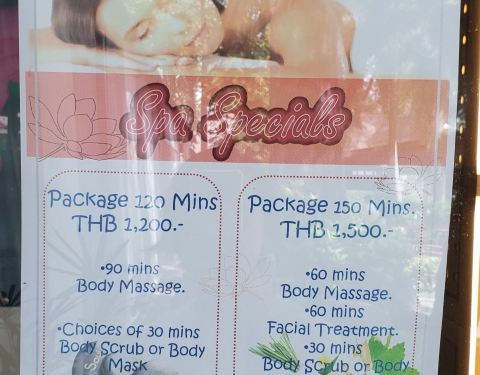 Spa Specials
Package 120 Mins
THB 1,200.-
•90 mins
Body Massage.
•Choices of 30 mins
Body Scrub or Body
Mask
Package 150 Mins.
THB 1,500.-
•60 mins
Body Massage.
•60 mins
Facial Treatment.
•30 mins
Body Scrub or Body